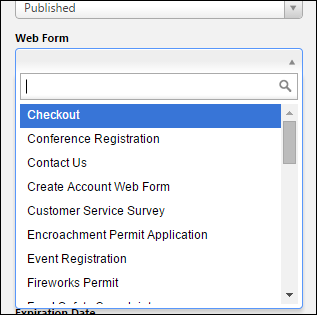 Published
Web Form
Checkout
Conference Registration
Contact Us
Create Account Web Form
Customer Service Survey
Encroachment Permit Application
Event Registration
Fireworks Permit
Expiration Date